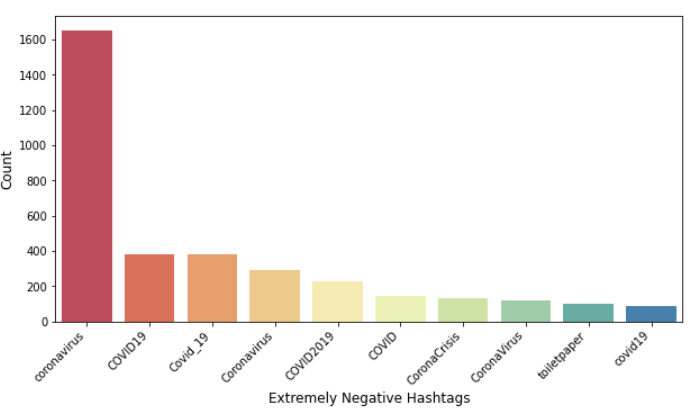 1600
1400
1200
1000
800
600
400
200
0
Count
coronavirus
COVID19
Covid_19
Coronavirus
COVID2019
COVID
CoronaCrisis
CoronaVirus
toiletpaper
covid19
Extremely Negative Hashtags